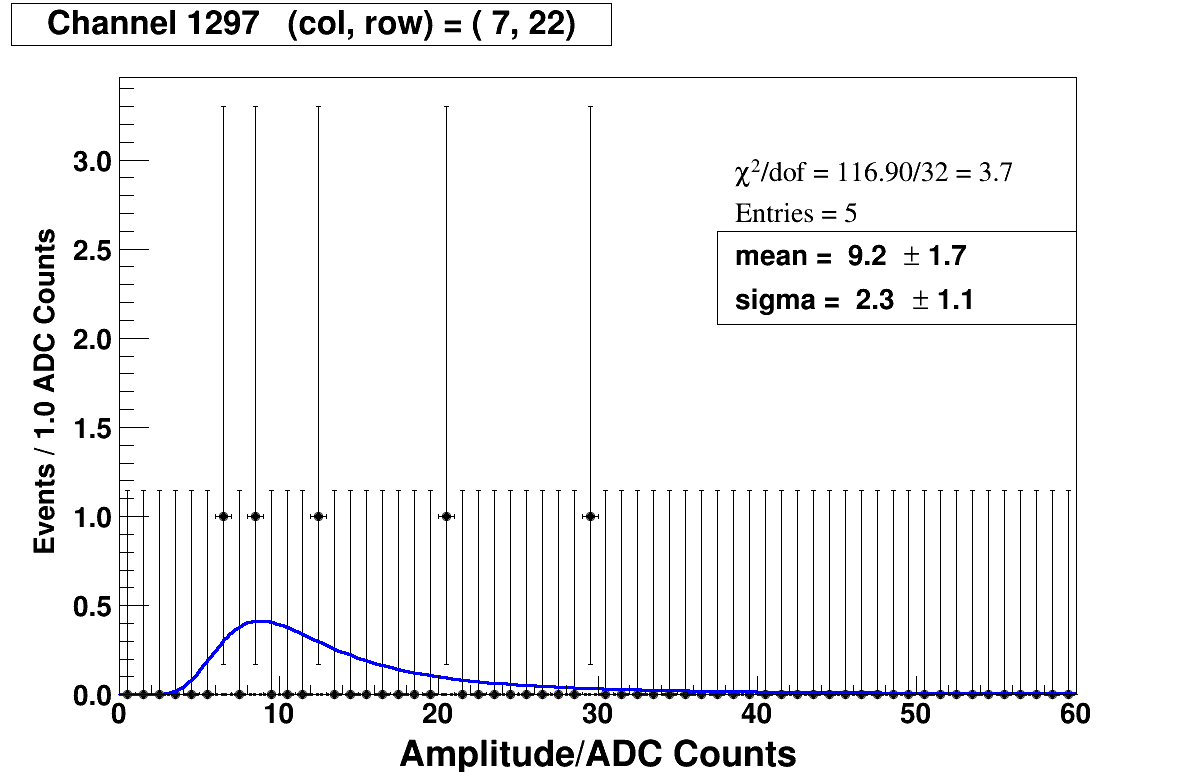 Channel 1297 (col, row) = ( 7, 22)
χ²/dof = 116.90/32 = 3.7
Entries = 5
mean = 9.2 ± 1.7
sigma = 2.3 ± 1.1
Events / 1.0 ADC Counts
3.0
2.5
2.0
1.5
1.0
0.5
0.0
0 10 20 30 40 50 60
Amplitude/ADC Counts